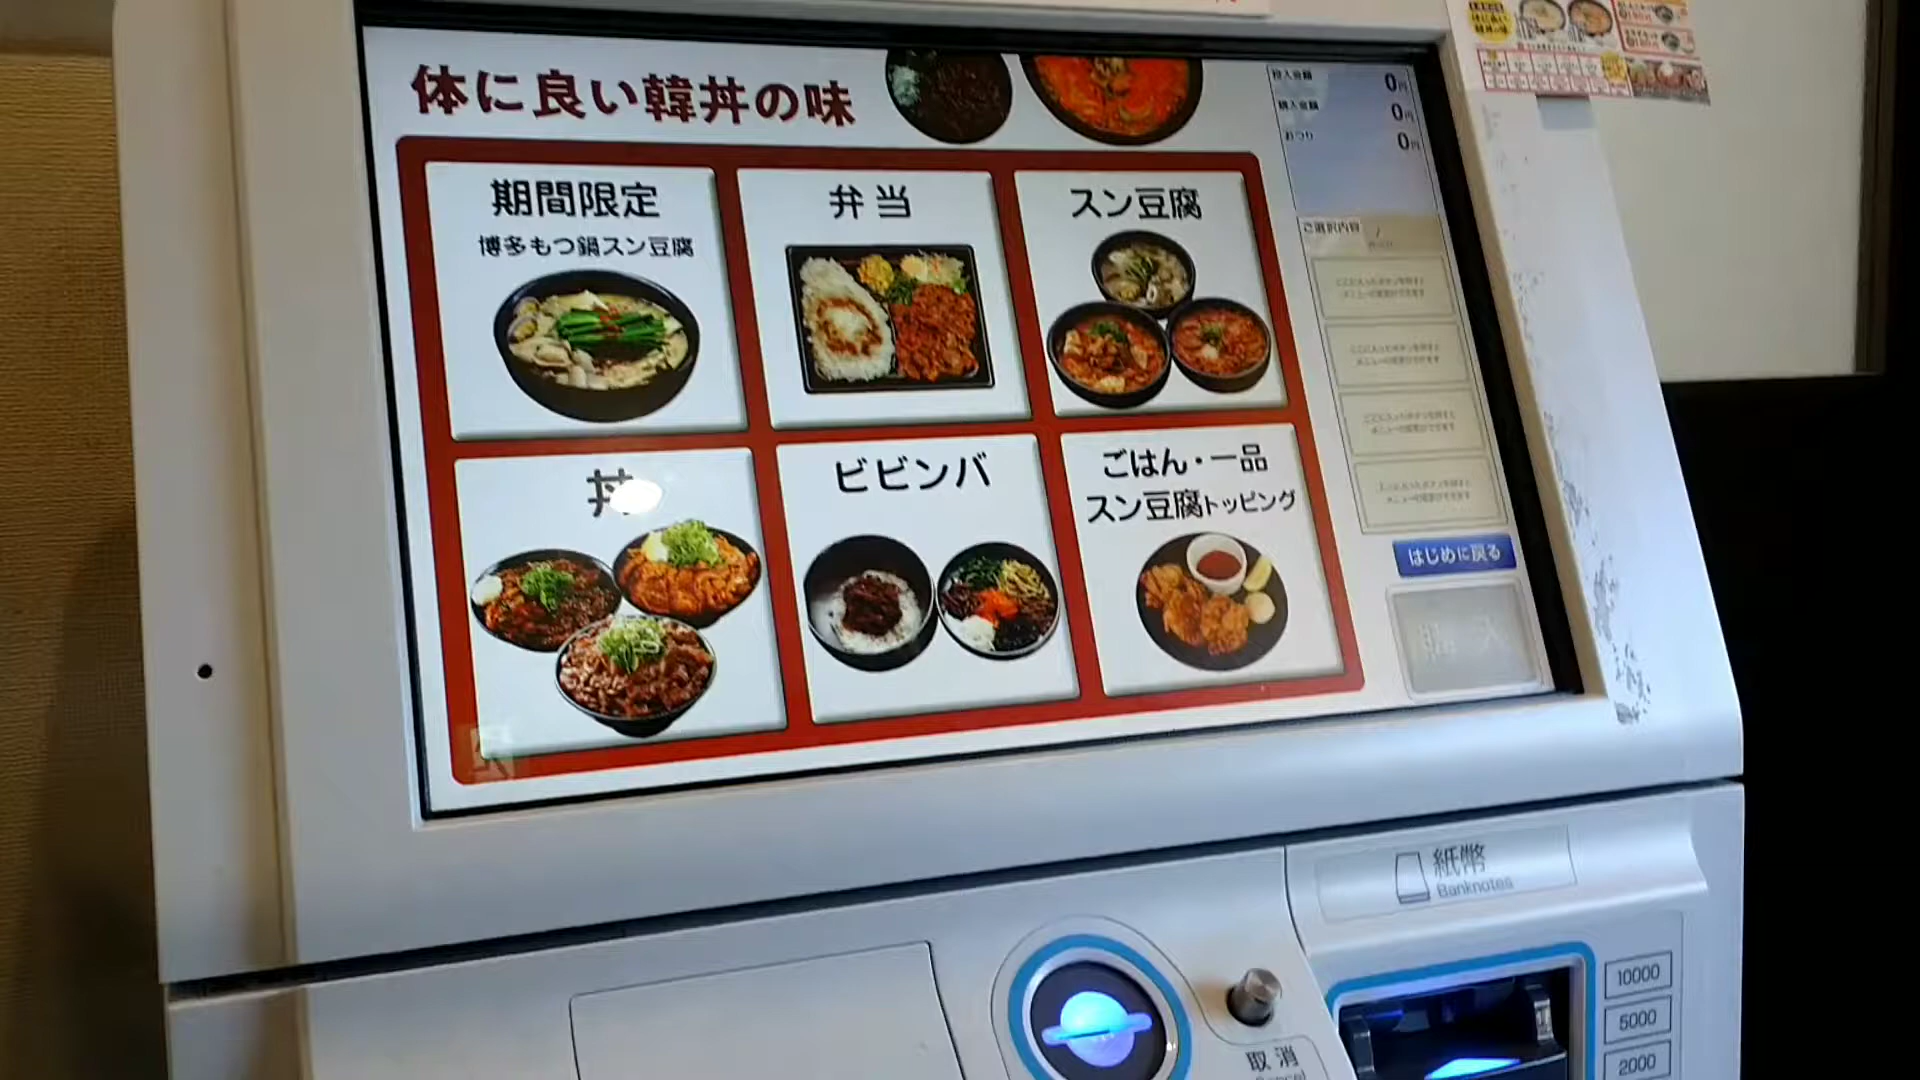 体に良い韓丼の味
投入金額 0円
購入金額 0円
おつり 0円
期間限定
博多もつ鍋スン豆腐
弁当
スン豆腐
ご選択内容
丼
ビビンバ
ごはん・一品
スン豆腐トッピング
はじめに戻る
購入
紙幣
Banknotes
10000
5000
2000
取消
Cancel